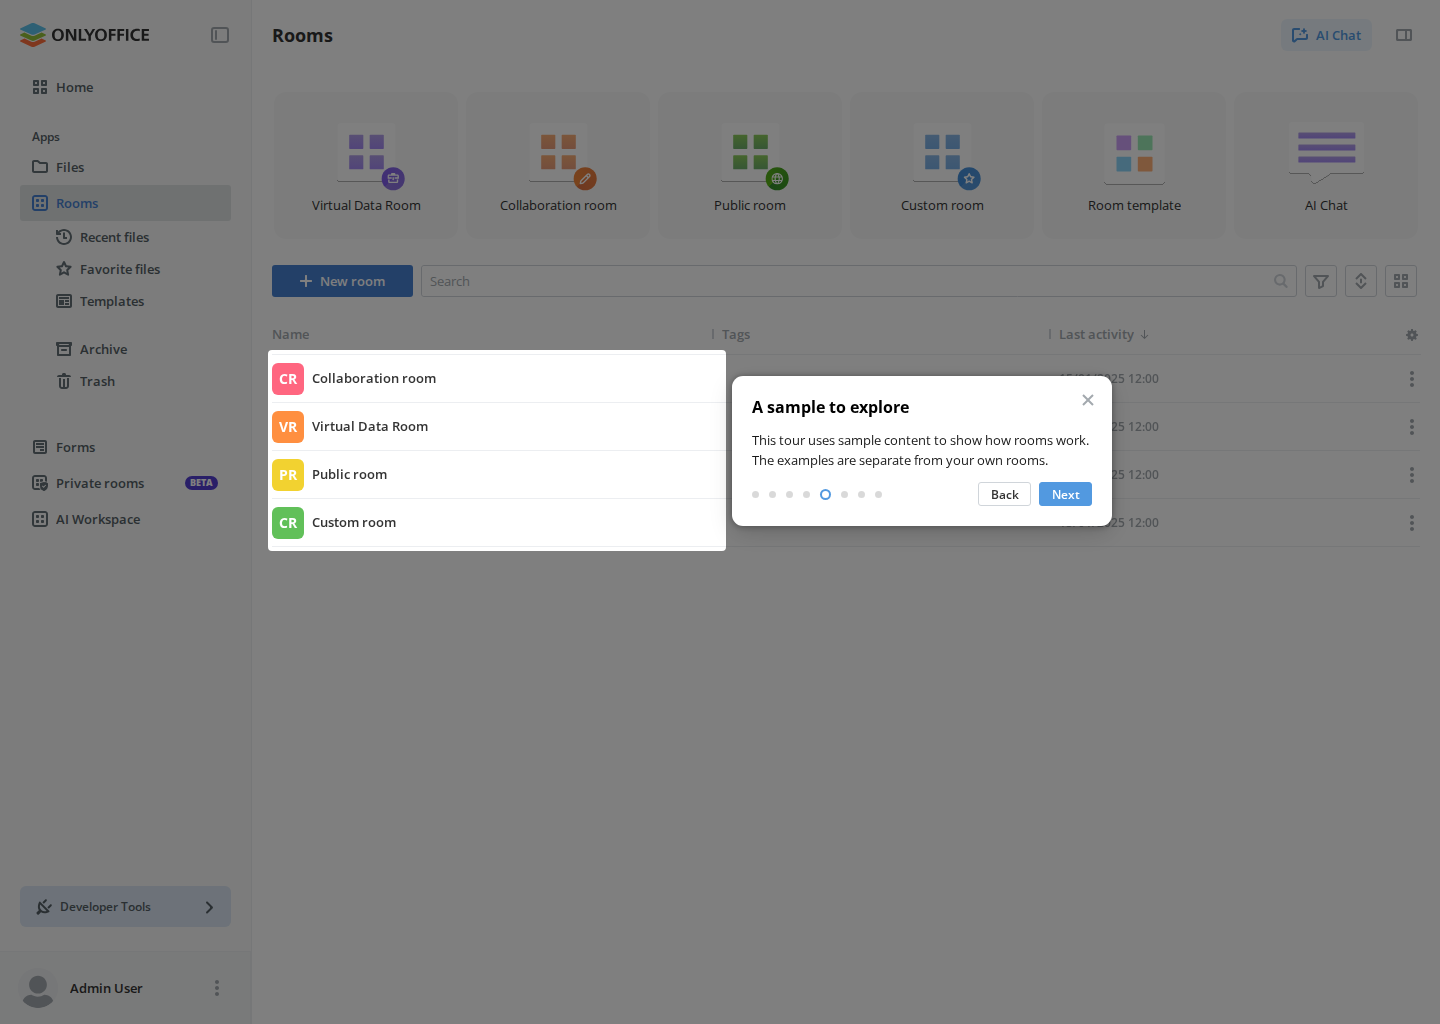 ONLYOFFICE
Home
Apps
Files
Rooms
Recent files
Favorite files
Templates
Archive
Trash
Forms
Private rooms BETA
AI Workspace
Developer Tools
Admin User
Rooms
AI Chat
Virtual Data Room
Collaboration room
Public room
Custom room
Room template
AI Chat
New room
Search
Name Tags Last activity
CR Collaboration room 12:00
VR Virtual Data Room 12:00
PR Public room 12:00
CR Custom room 12:00
A sample to explore
This tour uses sample content to show how rooms work.
The examples are separate from your own rooms.
Back Next